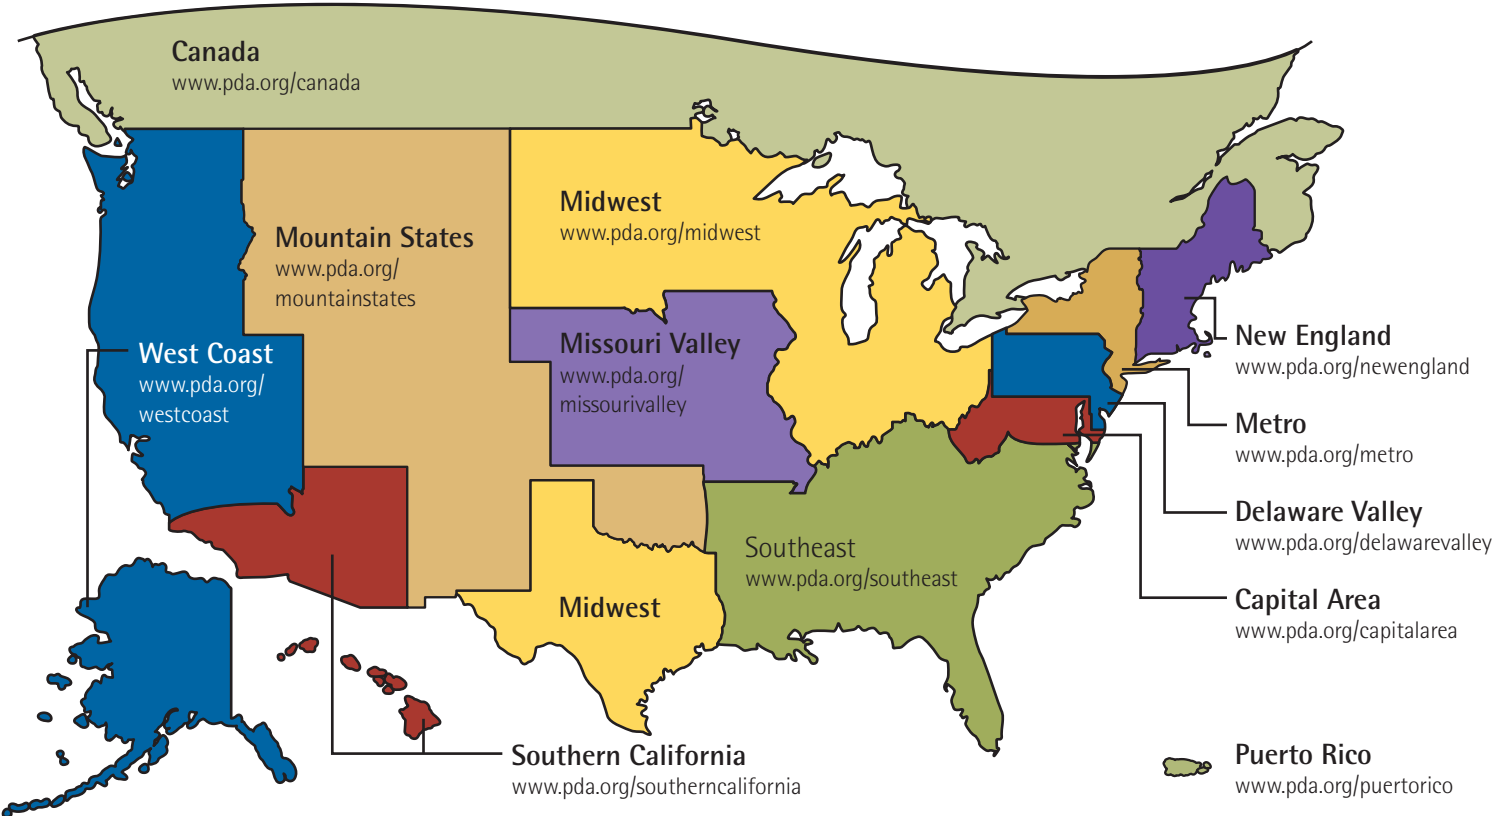 Canada
www.pda.org/canada
Midwest
www.pda.org/midwest
Mountain States
www.pda.org/
mountainstates
West Coast
www.pda.org/
westcoast
Missouri Valley
www.pda.org/
missourivalley
New England
www.pda.org/newengland
Metro
www.pda.org/metro
Delaware Valley
www.pda.org/delawarevalley
Southeast
www.pda.org/southeast
Midwest
Capital Area
www.pda.org/capitalarea
Southern California
www.pda.org/southerncalifornia
Puerto Rico
www.pda.org/puertorico